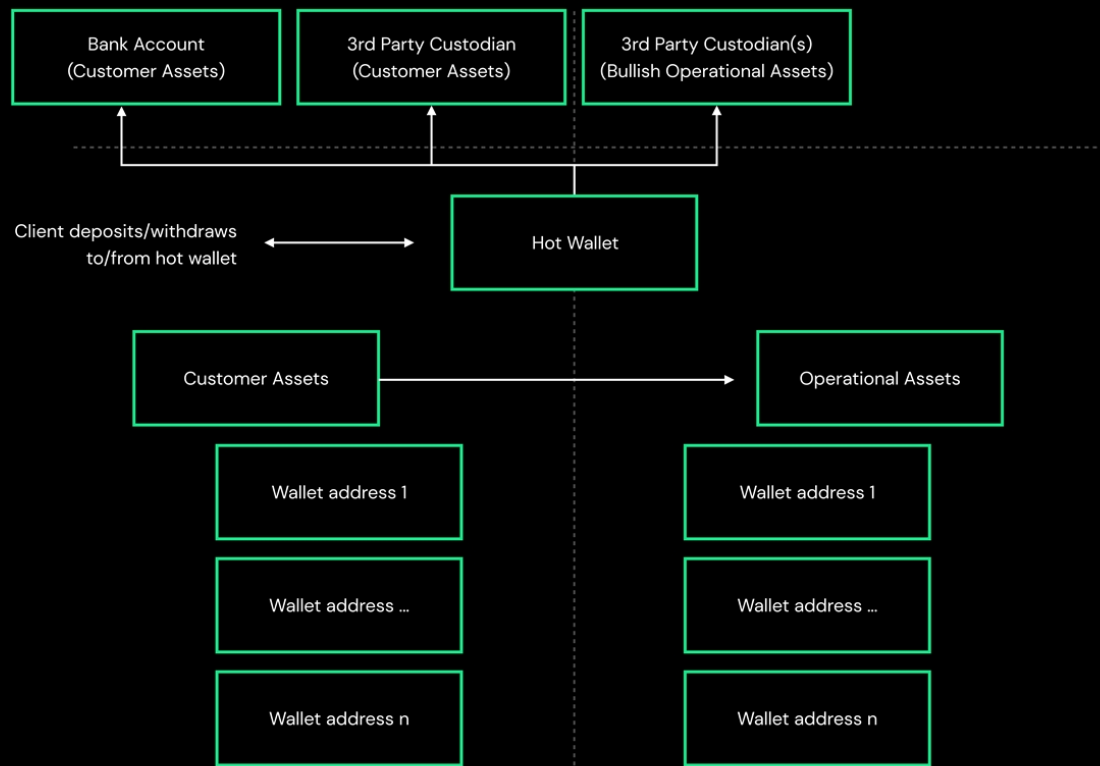 Bank Account
(Customer Assets)
3rd Party Custodian
(Customer Assets)
3rd Party Custodian(s)
(Bullish Operational Assets)
Client deposits/withdraws
to/from hot wallet
Hot Wallet
Customer Assets
Operational Assets
Wallet address 1
Wallet address 1
Wallet address ...
Wallet address ...
Wallet address n
Wallet address n